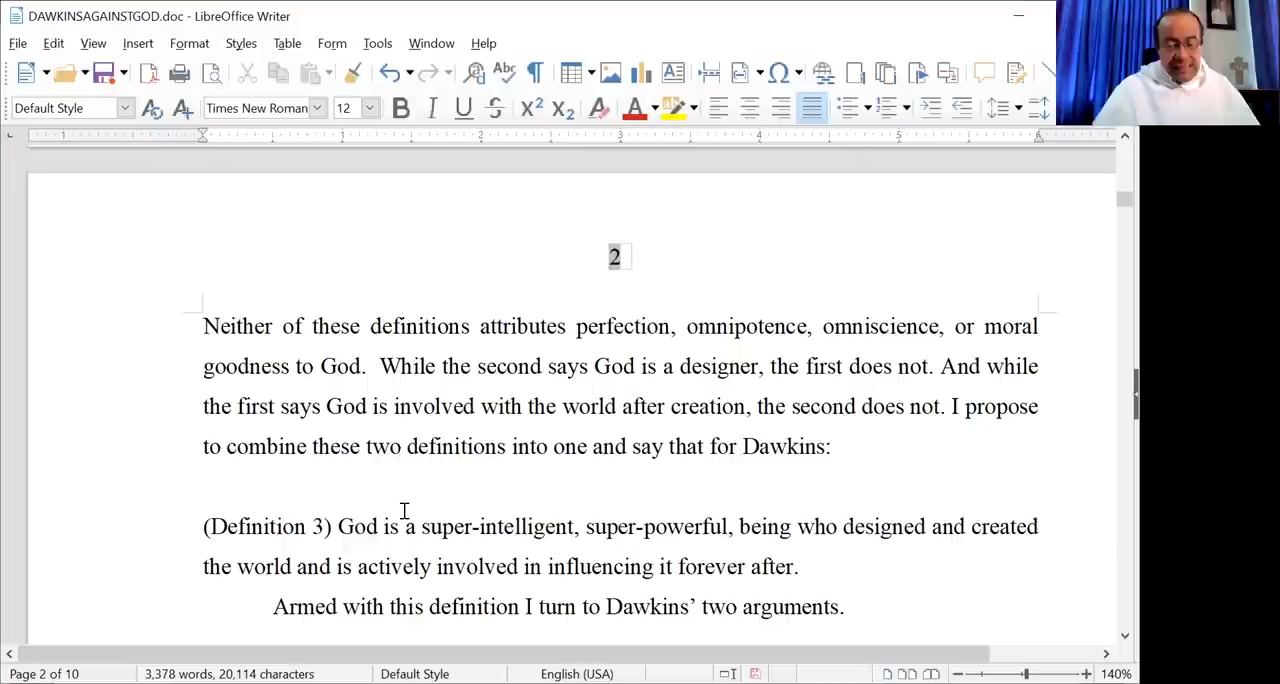 DAWKINSAGAINSTGOD.doc - LibreOffice Writer
File Edit View Insert Format Styles Table Form Tools Window Help
Default Style Times New Roman 12
2
Neither of these definitions attributes perfection, omnipotence, omniscience, or moral
goodness to God. While the second says God is a designer, the first does not. And while
the first says God is involved with the world after creation, the second does not. I propose
to combine these two definitions into one and say that for Dawkins:
(Definition 3) God is a super-intelligent, super-powerful, being who designed and created
the world and is actively involved in influencing it forever after.
Armed with this definition I turn to Dawkins’ two arguments.
Page 2 of 10 3,378 words, 20,114 characters Default Style English (USA) 140%